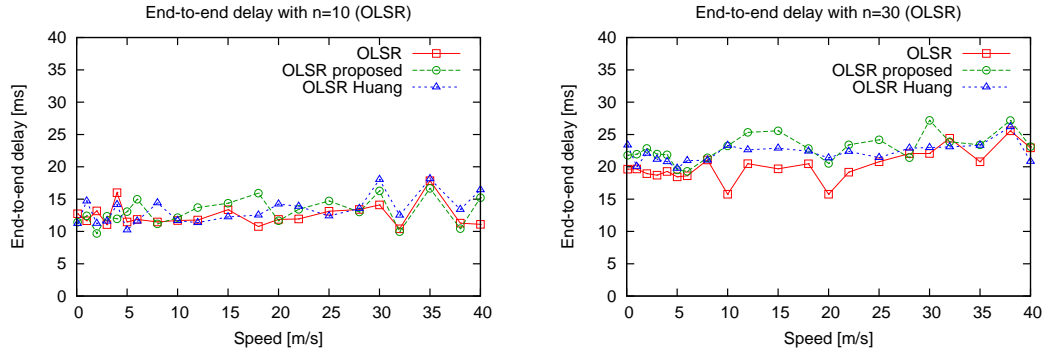 End-to-end delay with n=10 (OLSR)
End-to-end delay [ms]
40
35
30
25
20
15
10
5
0
OLSR
OLSR proposed
OLSR Huang
0 5 10 15 20 25 30 35 40
Speed [m/s]
End-to-end delay with n=30 (OLSR)
End-to-end delay [ms]
40
35
30
25
20
15
10
5
0
OLSR
OLSR proposed
OLSR Huang
0 5 10 15 20 25 30 35 40
Speed [m/s]